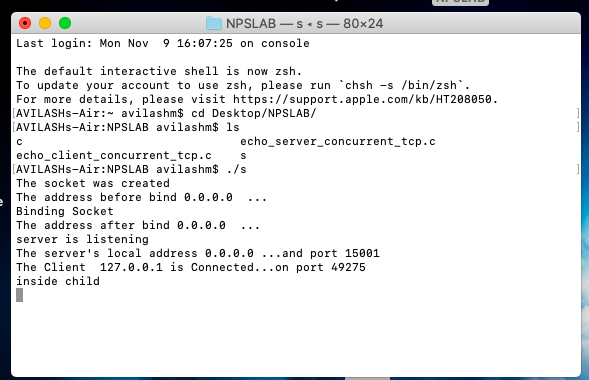 NPSLAB — s ◂ s — 80×24
Last login: Mon Nov  9 16:07:25 on console
The default interactive shell is now zsh.
To update your account to use zsh, please run `chsh -s /bin/zsh`.
For more details, please visit https://support.apple.com/kb/HT208050.
[AVILASHs-Air:~ avilashm$ cd Desktop/NPSLAB/ ]
[AVILASHs-Air:NPSLAB avilashm$ ls ]
c                               echo_server_concurrent_tcp.c
echo_client_concurrent_tcp.c    s
[AVILASHs-Air:NPSLAB avilashm$ ./s ]
The socket was created
The address before bind 0.0.0.0  ...
Binding Socket
The address after bind 0.0.0.0  ...
server is listening
The server's local address 0.0.0.0 ...and port 15001
The Client  127.0.0.1 is Connected...on port 49275
inside child